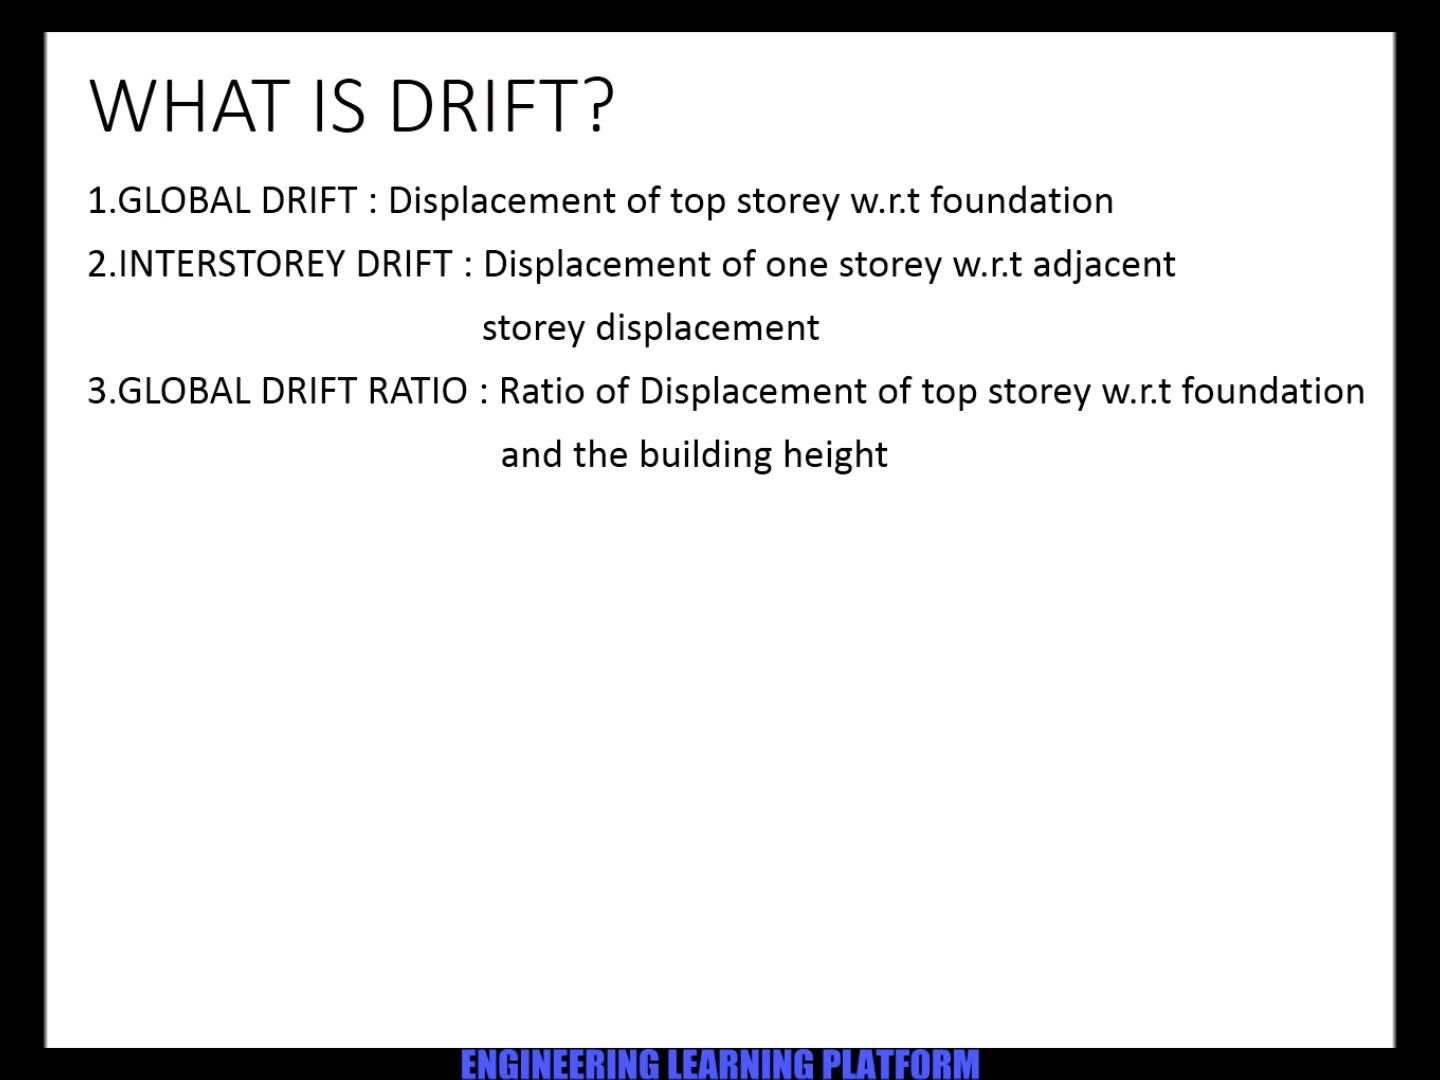 WHAT IS DRIFT?
1.GLOBAL DRIFT : Displacement of top storey w.r.t foundation
2.INTERSTOREY DRIFT : Displacement of one storey w.r.t adjacent
storey displacement
3.GLOBAL DRIFT RATIO : Ratio of Displacement of top storey w.r.t foundation
and the building height
ENGINEERING LEARNING PLATFORM